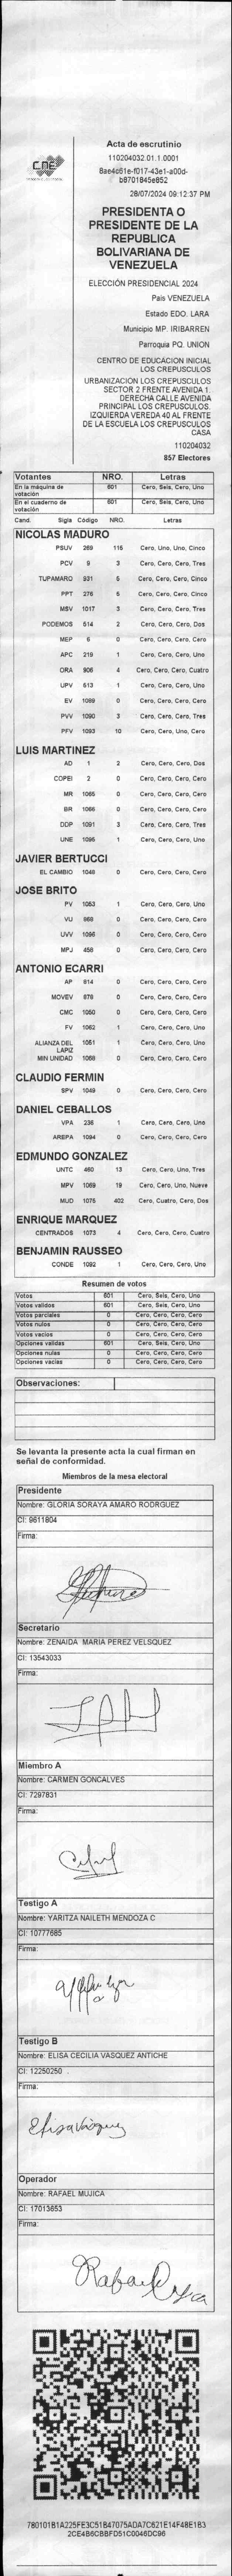 Acta de escrutinio
110204032.01.1.0001
8ae4c61e-f017-43e1-a00d-
b8701845e852
28/07/2024 09:12:37 PM
CNE
PRESIDENTA O
PRESIDENTE DE LA
REPUBLICA
BOLIVARIANA DE
VENEZUELA
ELECCIÓN PRESIDENCIAL 2024
País VENEZUELA
Estado EDO. LARA
Municipio MP. IRIBARREN
Parroquia PQ. UNION
CENTRO DE EDUCACION INICIAL
LOS CREPUSCULOS
URBANIZACIÓN LOS CREPUSCULOS
SECTOR 2 FRENTE AVENIDA 1.
DERECHA CALLE AVENIDA
PRINCIPAL LOS CREPUSCULOS.
IZQUIERDA VEREDA 40 AL FRENTE
DE LA ESCUELA LOS CREPUSCULOS
CASA
110204032
857 Electores
Votantes NRO. Letras
En la máquina de votación 601 Cero, Seis, Cero, Uno
En el cuaderno de votación 601 Cero, Seis, Cero, Uno
Cand. Sigla Código NRO. Letras
NICOLAS MADURO
PSUV 269 115 Cero, Uno, Uno, Cinco
PCV 9 3 Cero, Cero, Cero, Tres
TUPAMARO 931 5 Cero, Cero, Cero, Cinco
PPT 276 5 Cero, Cero, Cero, Cinco
MSV 1017 3 Cero, Cero, Cero, Tres
PODEMOS 514 2 Cero, Cero, Cero, Dos
MEP 6 0 Cero, Cero, Cero, Cero
APC 219 1 Cero, Cero, Cero, Uno
ORA 906 4 Cero, Cero, Cero, Cuatro
UPV 613 1 Cero, Cero, Cero, Uno
EV 1089 0 Cero, Cero, Cero, Cero
PVV 1090 3 Cero, Cero, Cero, Tres
PFV 1093 10 Cero, Cero, Uno, Cero
LUIS MARTINEZ
AD 1 2 Cero, Cero, Cero, Dos
COPEI 2 0 Cero, Cero, Cero, Cero
MR 1065 0 Cero, Cero, Cero, Cero
BR 1066 0 Cero, Cero, Cero, Cero
DDP 1091 3 Cero, Cero, Cero, Tres
UNE 1095 1 Cero, Cero, Cero, Uno
JAVIER BERTUCCI
EL CAMBIO 1048 0 Cero, Cero, Cero, Cero
JOSE BRITO
PV 1053 1 Cero, Cero, Cero, Uno
VU 868 0 Cero, Cero, Cero, Cero
UVV 1096 0 Cero, Cero, Cero, Cero
MPJ 458 0 Cero, Cero, Cero, Cero
ANTONIO ECARRI
AP 814 0 Cero, Cero, Cero, Cero
MOVEV 879 0 Cero, Cero, Cero, Cero
CMC 1050 0 Cero, Cero, Cero, Cero
FV 1062 1 Cero, Cero, Cero, Uno
ALIANZA DEL LAPIZ 1051 1 Cero, Cero, Cero, Uno
MIN UNIDAD 1068 0 Cero, Cero, Cero, Cero
CLAUDIO FERMIN
SPV 1049 0 Cero, Cero, Cero, Cero
DANIEL CEBALLOS
VPA 236 1 Cero, Cero, Cero, Uno
AREPA 1094 0 Cero, Cero, Cero, Cero
EDMUNDO GONZALEZ
UNTC 460 13 Cero, Cero, Uno, Tres
MPV 1069 19 Cero, Cero, Uno, Nueve
MUD 1075 402 Cero, Cuatro, Cero, Dos
ENRIQUE MARQUEZ
CENTRADOS 1073 4 Cero, Cero, Cero, Cuatro
BENJAMIN RAUSSEO
CONDE 1092 1 Cero, Cero, Cero, Uno
Resumen de votos
Votos 601 Cero, Seis, Cero, Uno
Votos validos 601 Cero, Seis, Cero, Uno
Votos parciales 0 Cero, Cero, Cero, Cero
Votos nulos 0 Cero, Cero, Cero, Cero
Votos vacios 0 Cero, Cero, Cero, Cero
Opciones validas 601 Cero, Seis, Cero, Uno
Opciones nulas 0 Cero, Cero, Cero, Cero
Opciones vacias 0 Cero, Cero, Cero, Cero
Observaciones:
Se levanta la presente acta la cual firman en
señal de conformidad.
Miembros de la mesa electoral
Presidente
Nombre: GLORIA SORAYA AMARO RODRGUEZ
CI: 9611804
Firma:
Secretario
Nombre: ZENAIDA MARÍA PEREZ VELSQUEZ
CI: 13543033
Firma:
Miembro A
Nombre: CARMEN GONCALVES
CI: 7297831
Firma:
Testigo A
Nombre: YARITZA NAILETH MENDOZA C
CI: 10777665
Firma:
Testigo B
Nombre: ELISA CECILIA VASQUEZ ANTICHE
CI: 12250250
Firma:
Elisa Vásquez
Operador
Nombre: RAFAEL MUJICA
CI: 17013653
Firma:
Rafael Mujica
780101B1A225FE3C51B47075ADA7C621E14F48E1B3
2CE4B6CBBFD51C0046DC96